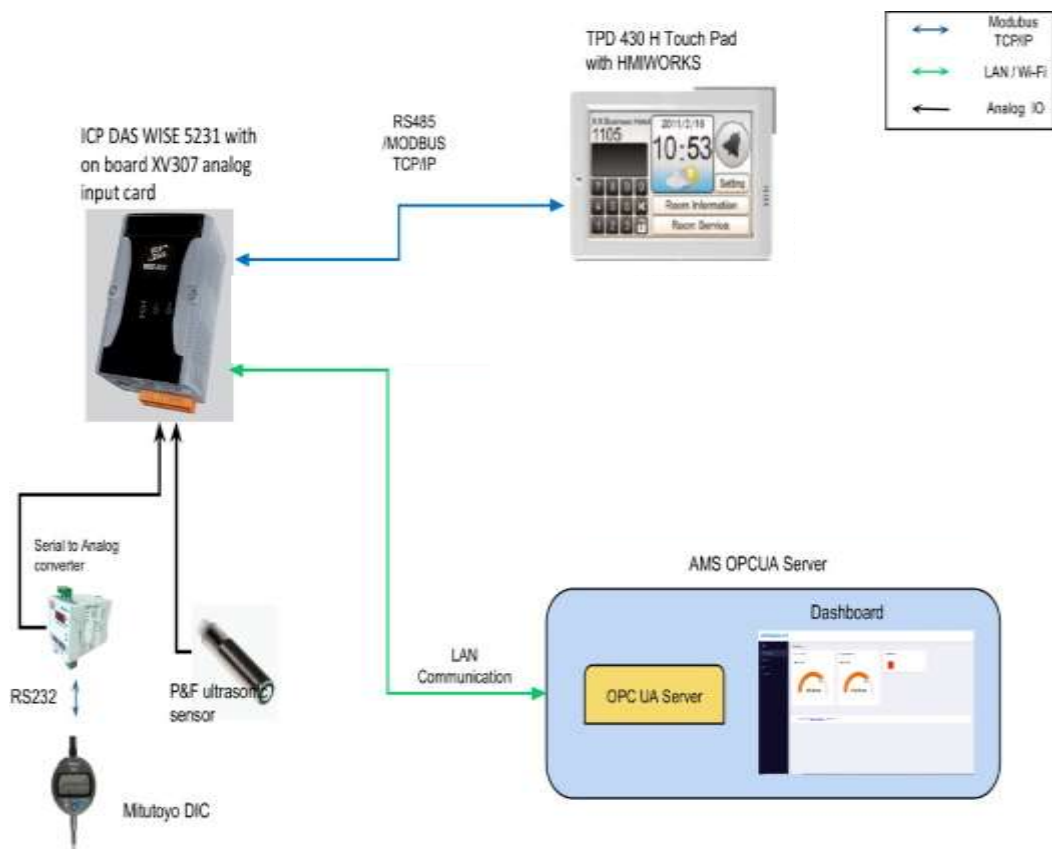 TPD 430 H Touch Pad
with HMIWORKS
Modubus
TCP/IP
LAN / Wi-Fi
Analog IO
ICP DAS WISE 5231 with
on board XV307 analog
input card
RS485
/MODBUS
TCP/IP
1105
2011/2/16
10:53
Setting
Room Information
Room Service
Serial to Analog
converter
RS232
P&F ultrasonic
sensor
Mitutoyo DIC
LAN
Communication
AMS OPCUA Server
Dashboard
OPC UA Server